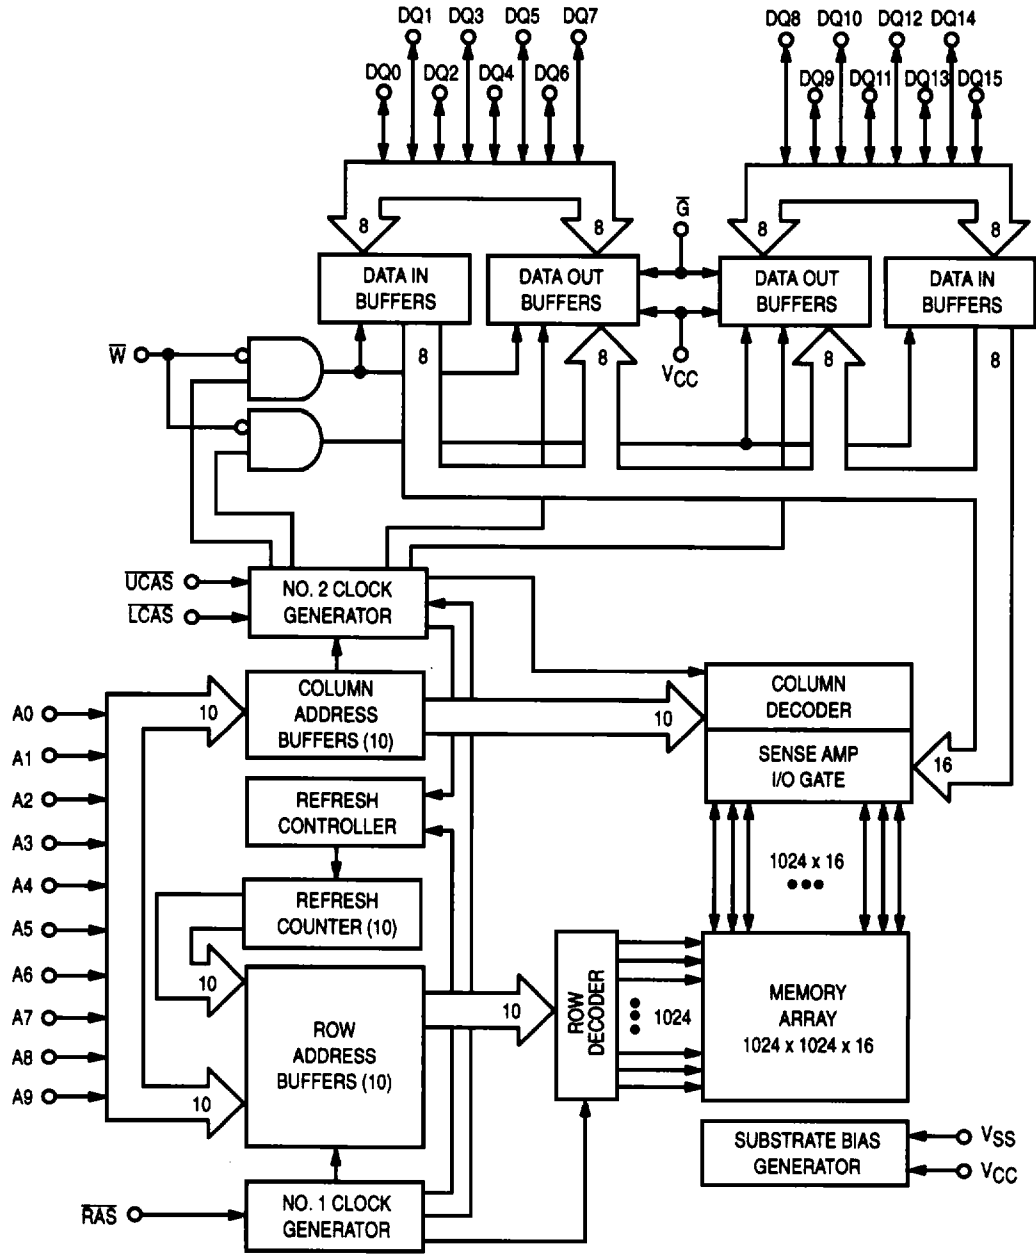 DQ1 DQ3 DQ5 DQ7
DQ8 DQ10 DQ12 DQ14
DQ0 DQ2 DQ4 DQ6
DQ9 DQ11 DQ13 DQ15
8 8
G̅
8 8
DATA IN
BUFFERS
DATA OUT
BUFFERS
DATA OUT
BUFFERS
DATA IN
BUFFERS
W̅
8 8
VCC
8 8
U̅C̅A̅S̅
L̅C̅A̅S̅
NO. 2 CLOCK
GENERATOR
A0
A1
A2
A3
A4
A5
A6
A7
A8
A9
10
COLUMN
ADDRESS
BUFFERS (10)
10
COLUMN
DECODER
SENSE AMP
I/O GATE
16
REFRESH
CONTROLLER
1024 x 16
REFRESH
COUNTER (10)
10
ROW
ADDRESS
BUFFERS (10)
10
10
ROW
DECODER
1024
MEMORY
ARRAY
1024 x 1024 x 16
SUBSTRATE BIAS
GENERATOR
VSS
VCC
R̅A̅S̅
NO. 1 CLOCK
GENERATOR